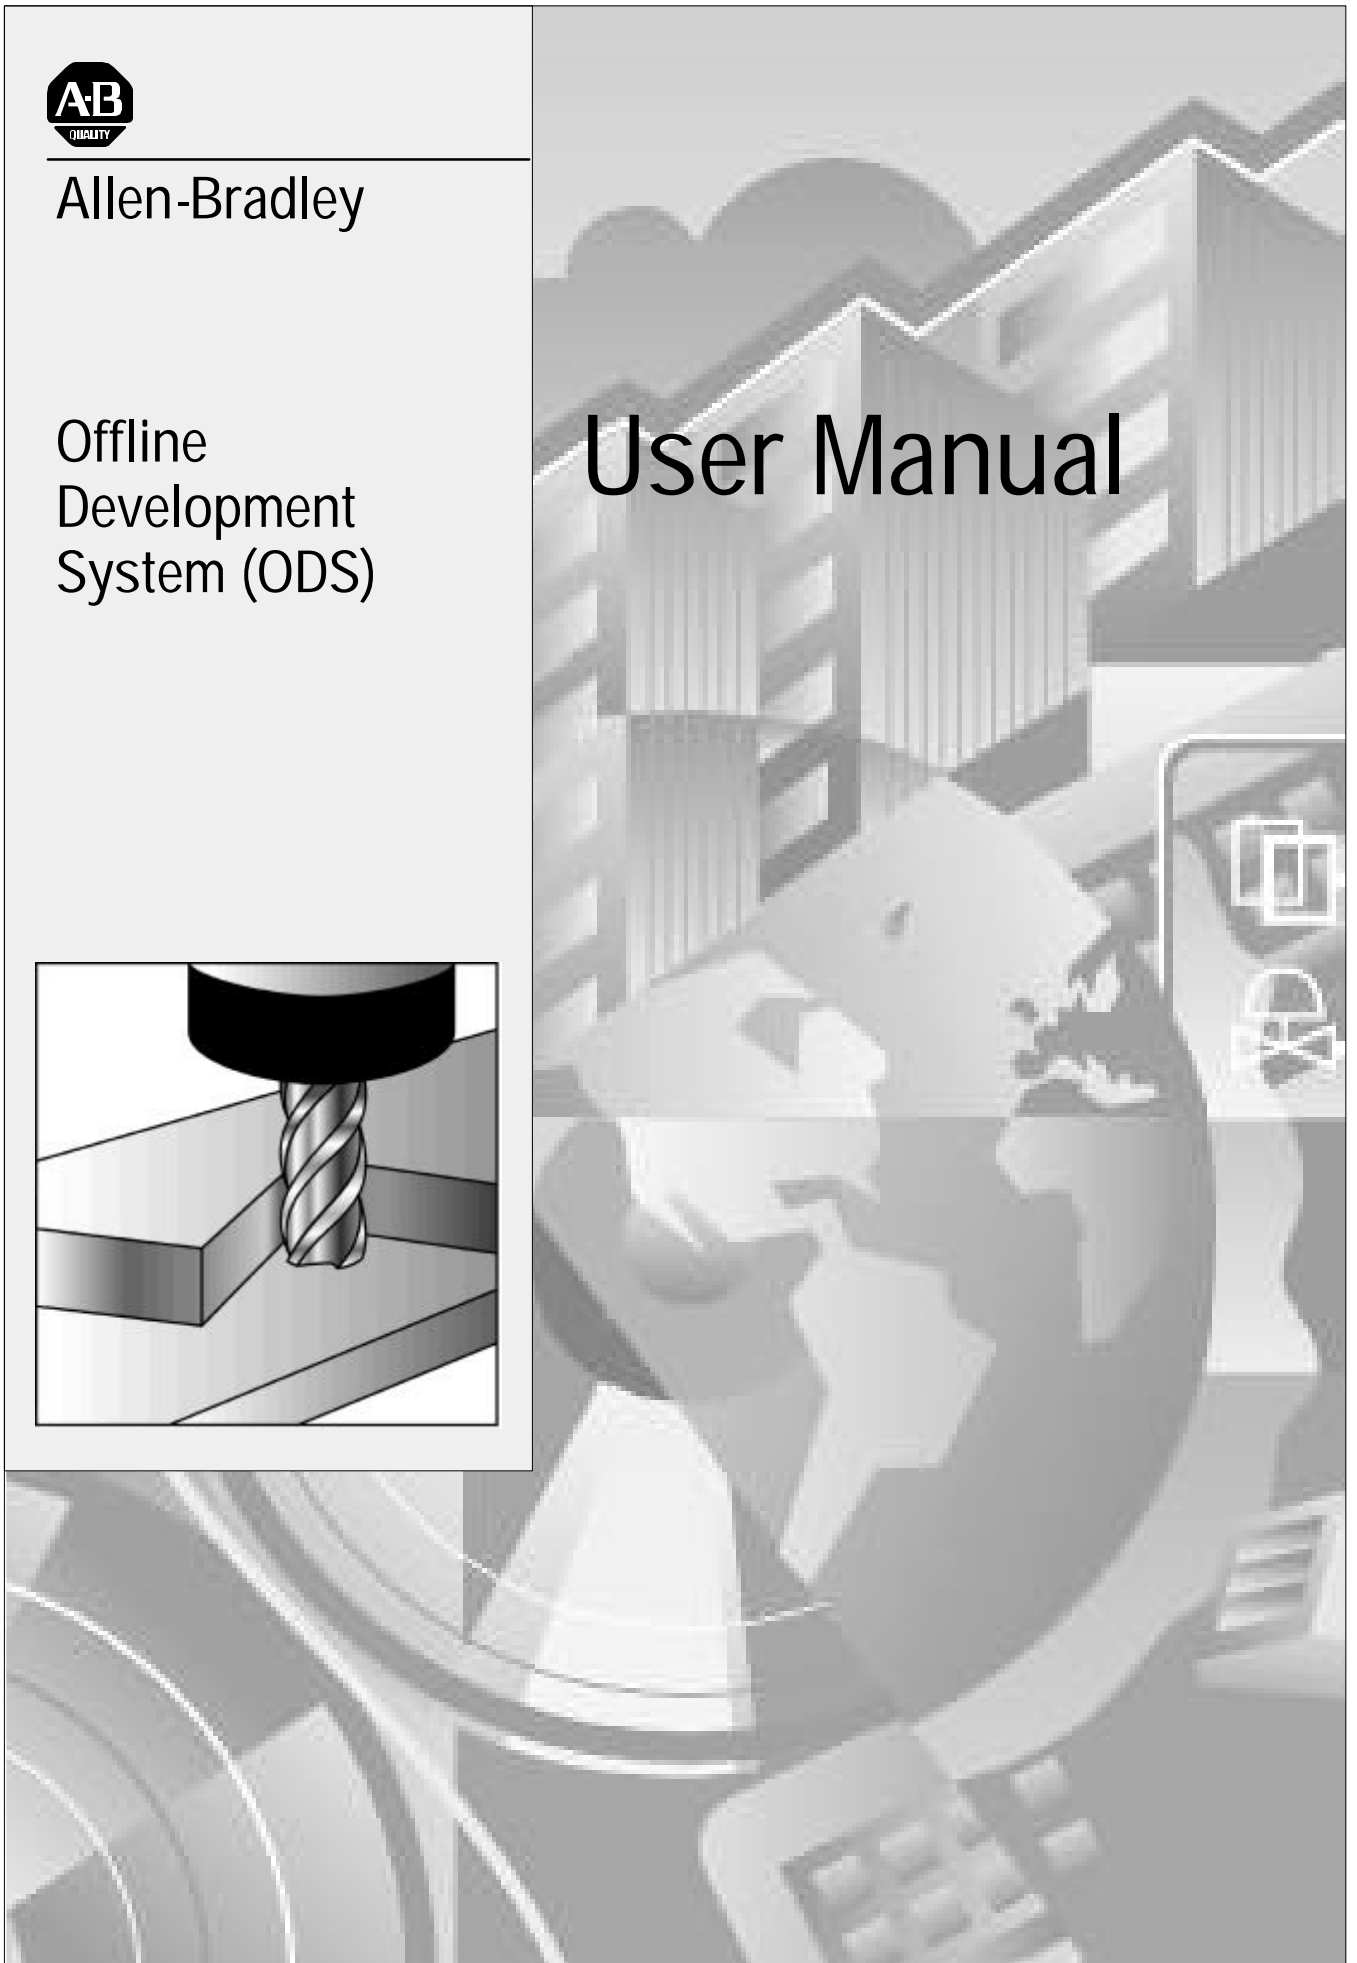 A-B
QUALITY
Allen-Bradley
Offline
Development
System (ODS)
User Manual